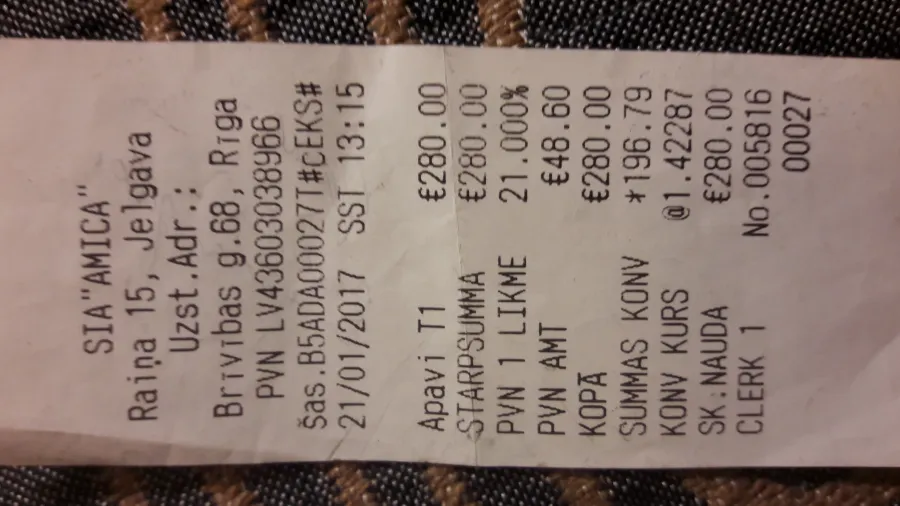 SIA"AMICA"
Raiņa 15, Jelgava
Uzst.Adr.:
Brīvības g.68, Rīga
PVN LV43603038966
Šas.B5ADA00027T#CEKS#
21/01/2017 SST 13:15
Apavi T1 €280.00
STARPSUMMA €280.00
PVN 1 LIKME 21.000%
PVN AMT €48.60
KOPĀ €280.00
SUMMAS KONV *196.79
KONV KURS @1.42287
SK.NAUDA €280.00
CLERK 1 No.005816
00027